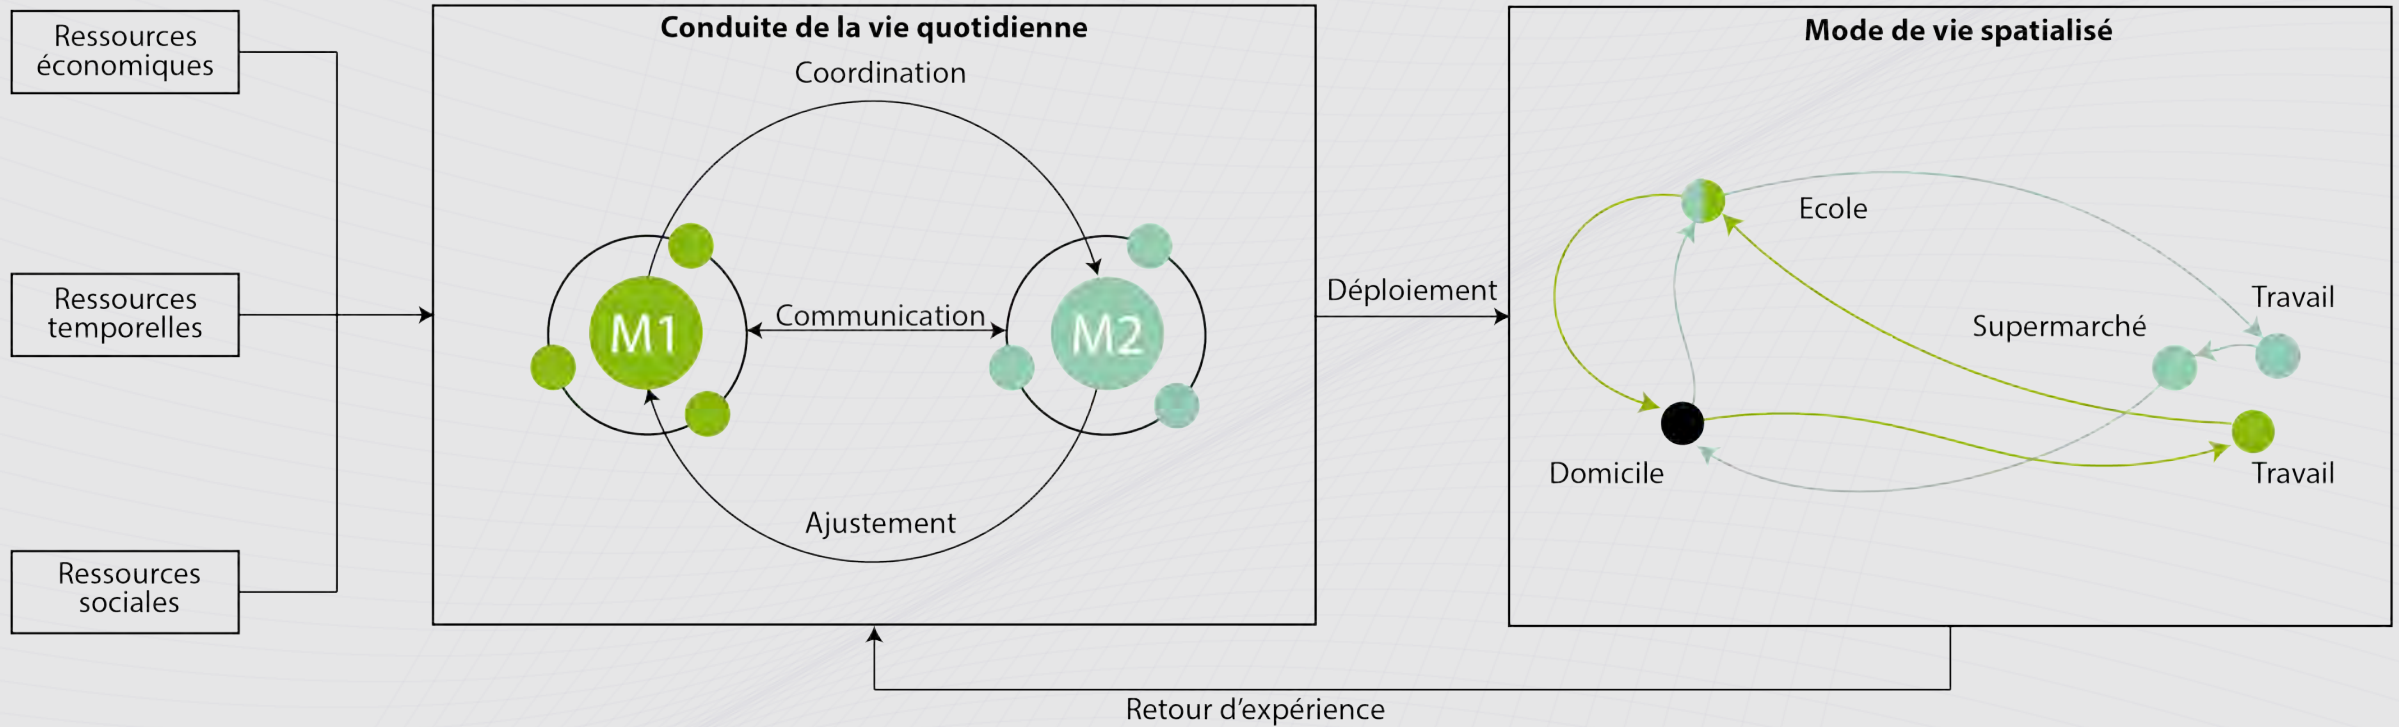 Ressources
économiques
Ressources
temporelles
Ressources
sociales
Conduite de la vie quotidienne
Coordination
M1
Communication
M2
Ajustement
Déploiement
Mode de vie spatialisé
Ecole
Travail
Supermarché
Domicile
Travail
Retour d’expérience